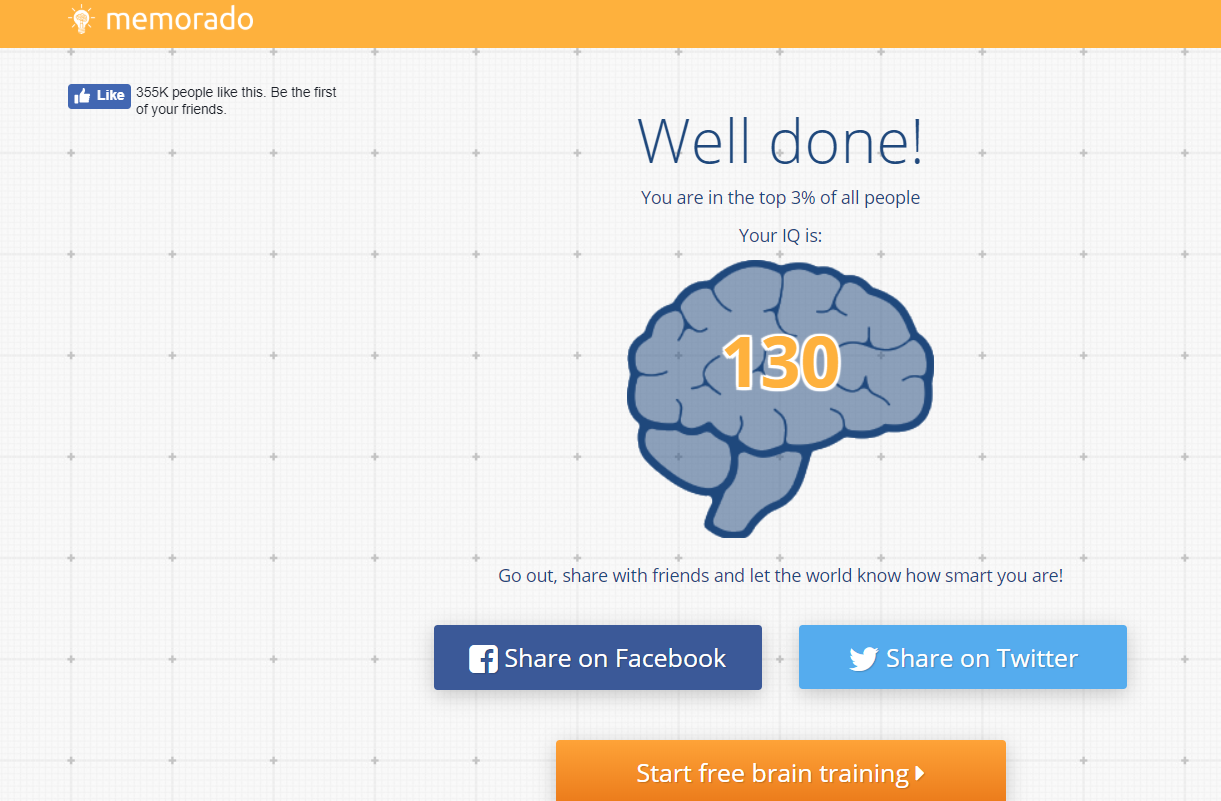 memorado
Like
355K people like this. Be the first
of your friends.
Well done!
You are in the top 3% of all people
Your IQ is:
130
Go out, share with friends and let the world know how smart you are!
Share on Facebook
Share on Twitter
Start free brain training